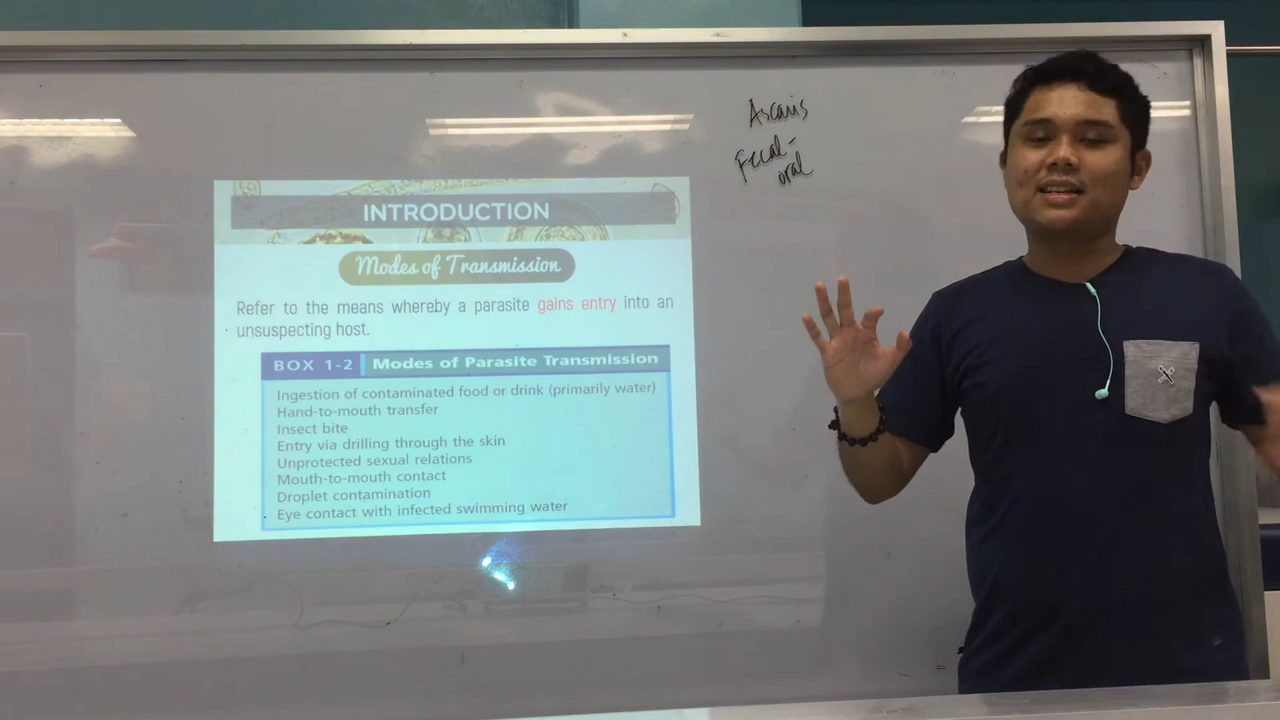 INTRODUCTION
Modes of Transmission
Refer to the means whereby a parasite gains entry into an
unsuspecting host.
BOX 1-2 Modes of Parasite Transmission
Ingestion of contaminated food or drink (primarily water)
Hand-to-mouth transfer
Insect bite
Entry via drilling through the skin
Unprotected sexual relations
Mouth-to-mouth contact
Droplet contamination
Eye contact with infected swimming water
Ascaris
Fecal-
oral